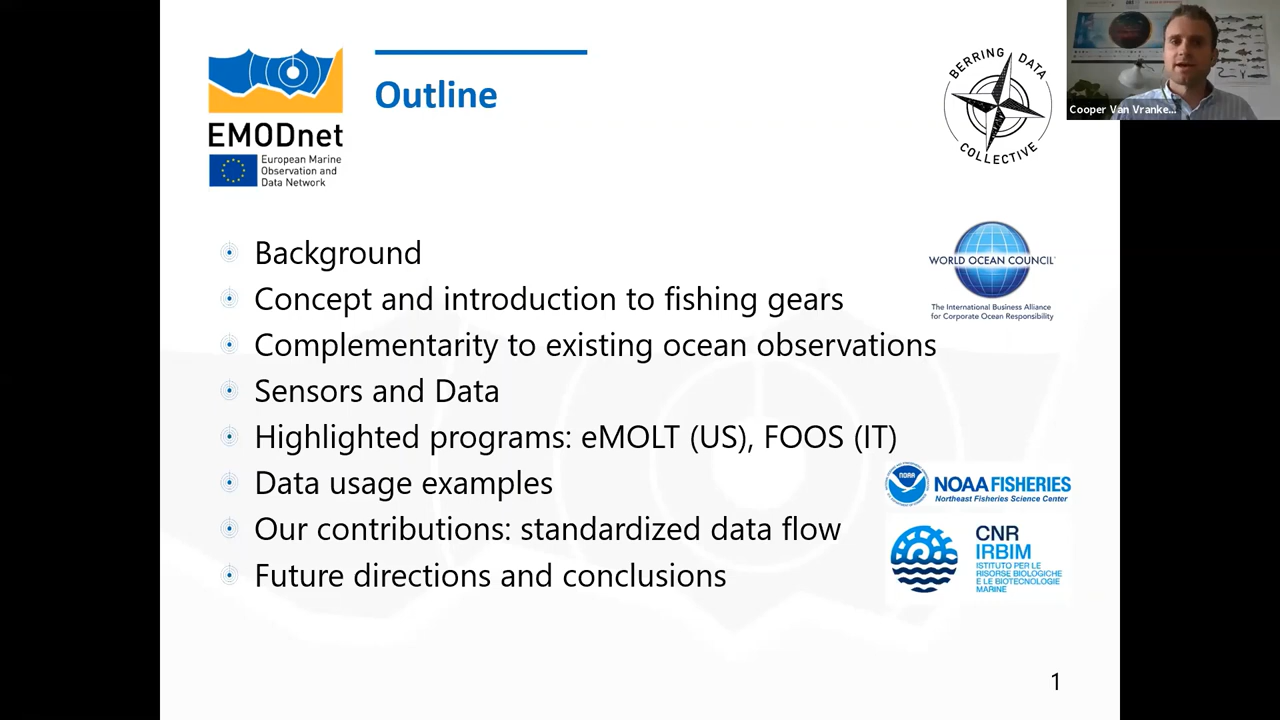 EMODnet
European Marine
Observation and
Data Network
Outline
BERRING DATA
COLLECTIVE
Cooper Van Vranke...
Background
Concept and introduction to fishing gears
Complementarity to existing ocean observations
Sensors and Data
Highlighted programs: eMOLT (US), FOOS (IT)
Data usage examples
Our contributions: standardized data flow
Future directions and conclusions
WORLD OCEAN COUNCIL
The International Business Alliance
for Corporate Ocean Responsibility
NOAA
NOAA FISHERIES
Northeast Fisheries Science Center
CNR
IRBIM
ISTITUTO PER LE
RISORSE BIOLOGICHE
E LE BIOTECNOLOGIE
MARINE
1